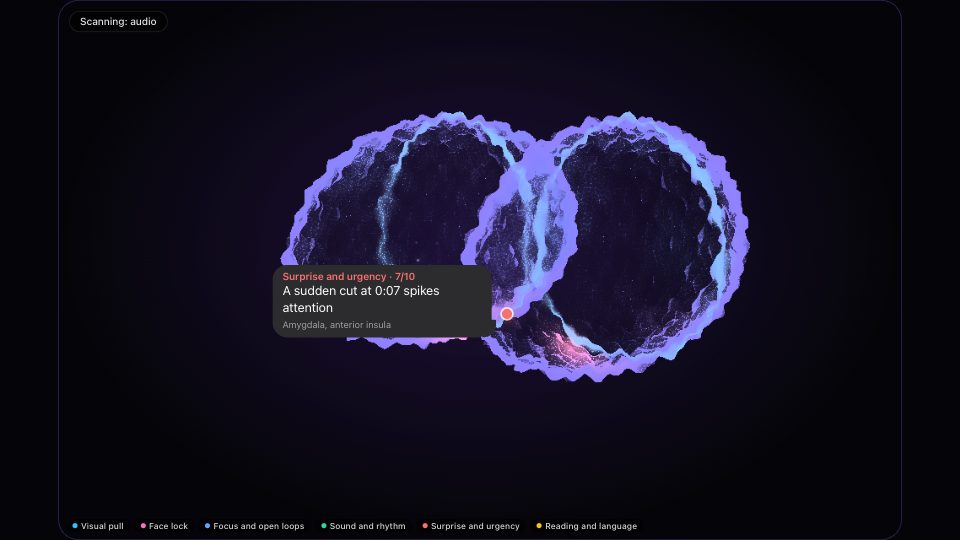 Scanning: audio
Surprise and urgency · 7/10
A sudden cut at 0:07 spikes
attention
Amygdala, anterior insula
Visual pull
Face lock
Focus and open loops
Sound and rhythm
Surprise and urgency
Reading and language